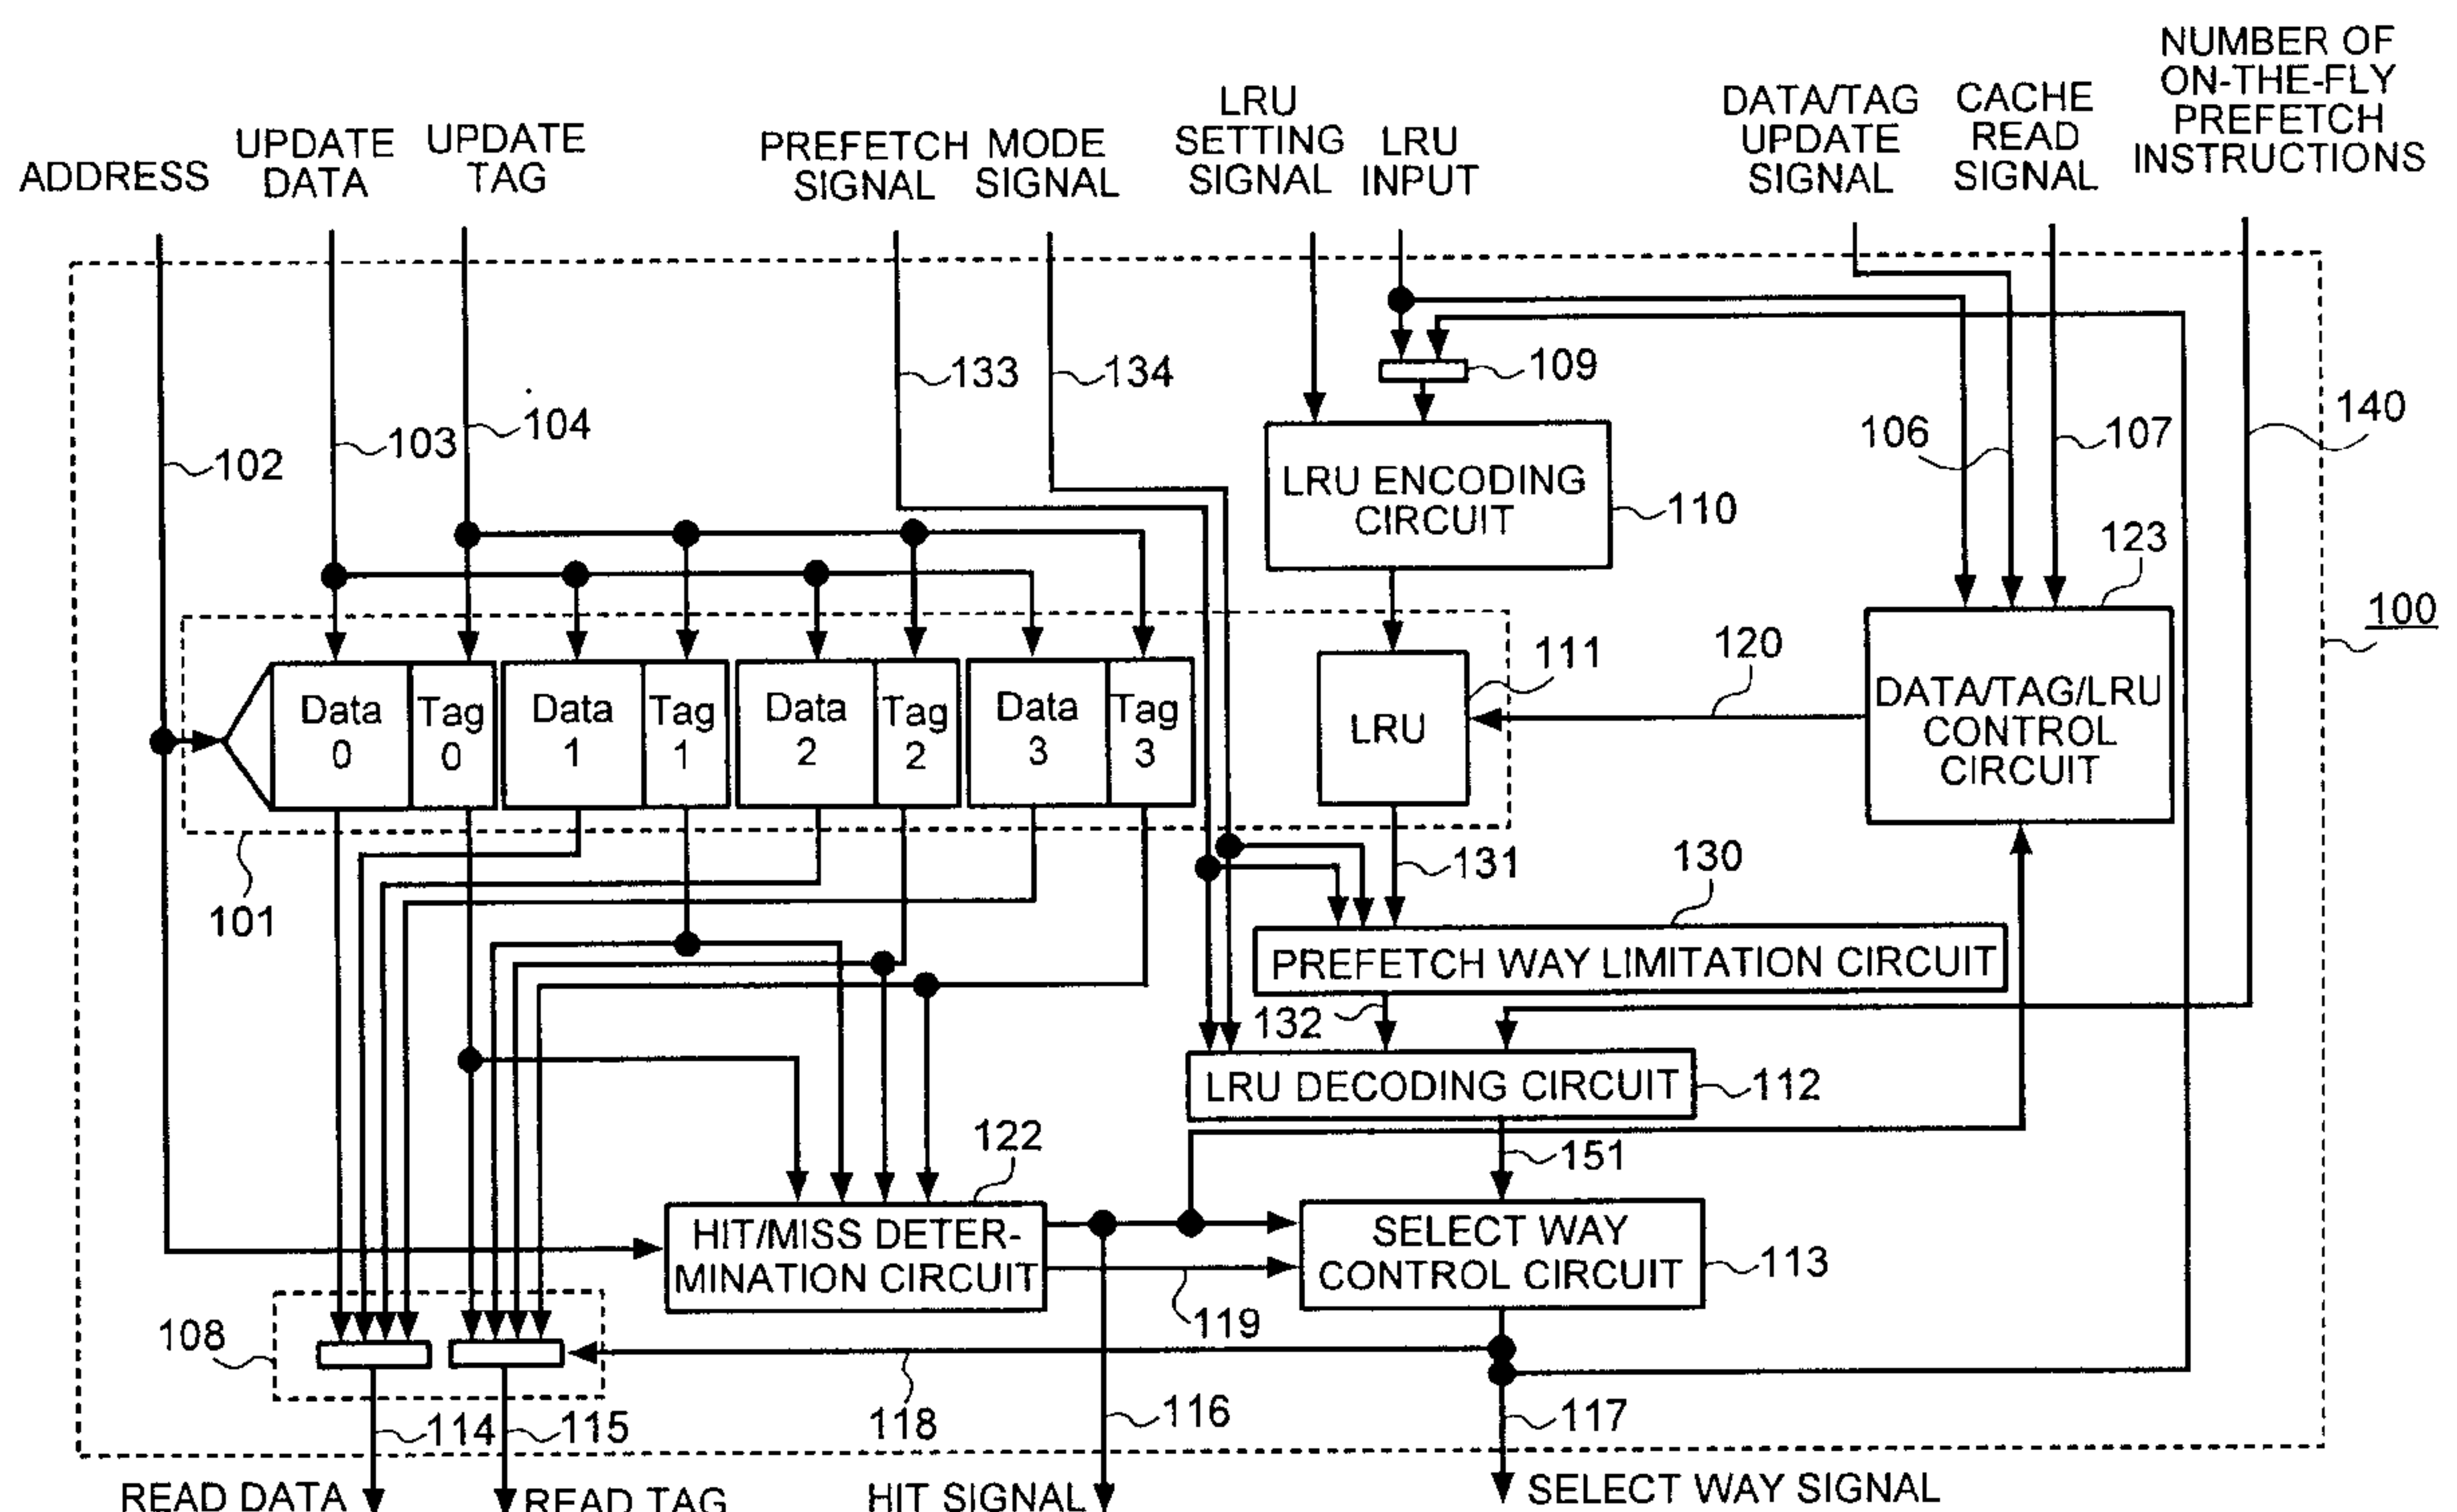 ADDRESS
UPDATE
DATA
UPDATE
TAG
PREFETCH
SIGNAL
MODE
SIGNAL
LRU
SETTING
SIGNAL
LRU
INPUT
DATA/TAG
UPDATE
SIGNAL
CACHE
READ
SIGNAL
NUMBER OF
ON-THE-FLY
PREFETCH
INSTRUCTIONS
102
103
104
133
134
109
106
107
140
LRU ENCODING
CIRCUIT
110
123
100
Data
0
Tag
0
Data
1
Tag
1
Data
2
Tag
2
Data
3
Tag
3
LRU
111
120
DATA/TAG/LRU
CONTROL
CIRCUIT
101
131
130
PREFETCH WAY LIMITATION CIRCUIT
132
LRU DECODING CIRCUIT
112
122
151
HIT/MISS DETER-
MINATION CIRCUIT
SELECT WAY
CONTROL CIRCUIT
113
119
108
118
114
115
116
117
READ DATA
READ TAG
HIT SIGNAL
SELECT WAY SIGNAL